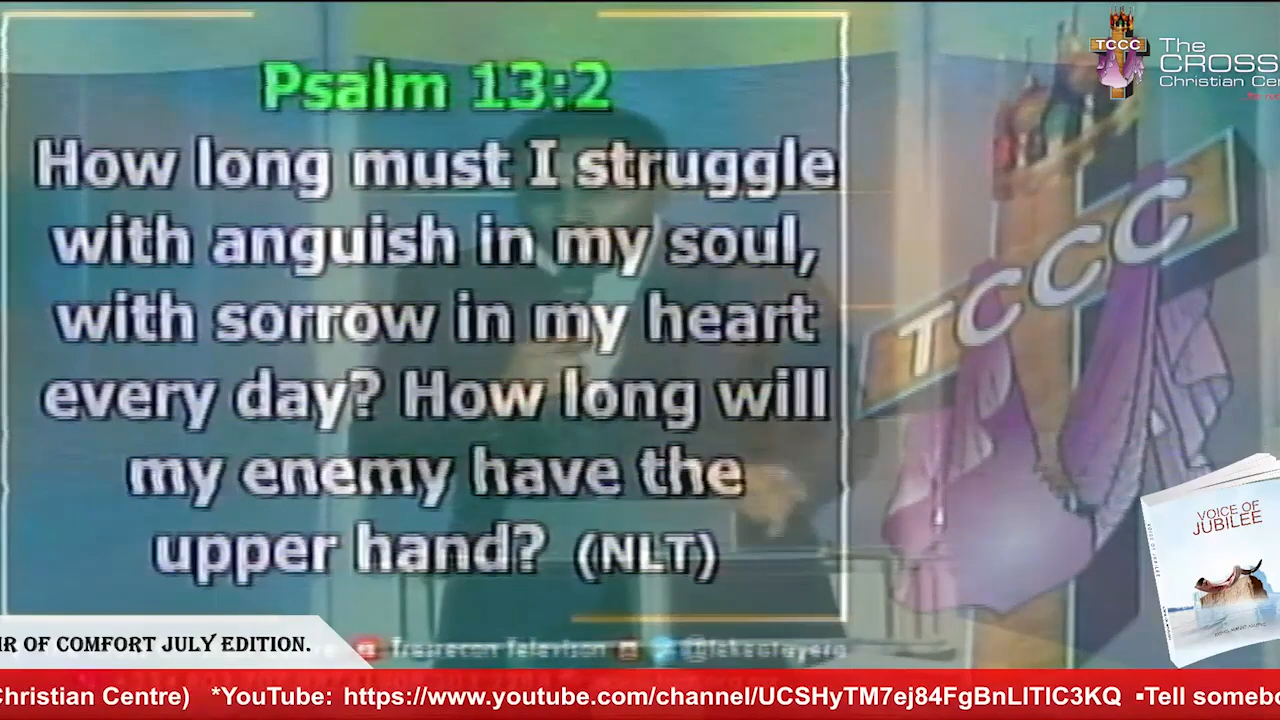 Psalm 13:2
How long must I struggle
with anguish in my soul,
with sorrow in my heart
every day? How long will
my enemy have the
upper hand? (NLT)
TCCC
The
CROSS
Christian Cen
TCCC
VOICE OF
JUBILEE
IR OF COMFORT JULY EDITION.
Christian Centre) *YouTube: https://www.youtube.com/channel/UCSHyTM7ej84FgBnLITIC3KQ ▪Tell somebo